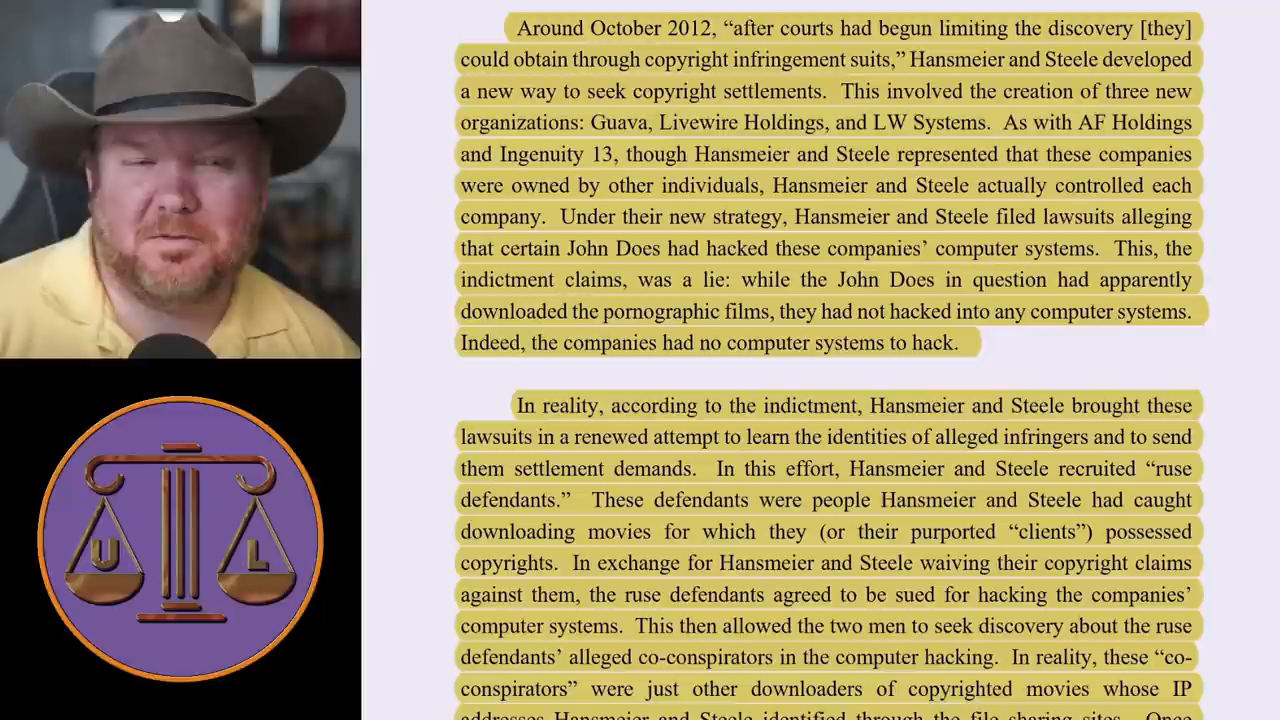 Around October 2012, “after courts had begun limiting the discovery [they]
could obtain through copyright infringement suits,” Hansmeier and Steele developed
a new way to seek copyright settlements. This involved the creation of three new
organizations: Guava, Livewire Holdings, and LW Systems. As with AF Holdings
and Ingenuity 13, though Hansmeier and Steele represented that these companies
were owned by other individuals, Hansmeier and Steele actually controlled each
company. Under their new strategy, Hansmeier and Steele filed lawsuits alleging
that certain John Does had hacked these companies’ computer systems. This, the
indictment claims, was a lie: while the John Does in question had apparently
downloaded the pornographic films, they had not hacked into any computer systems.
Indeed, the companies had no computer systems to hack.
In reality, according to the indictment, Hansmeier and Steele brought these
lawsuits in a renewed attempt to learn the identities of alleged infringers and to send
them settlement demands. In this effort, Hansmeier and Steele recruited “ruse
defendants.” These defendants were people Hansmeier and Steele had caught
downloading movies for which they (or their purported “clients”) possessed
copyrights. In exchange for Hansmeier and Steele waiving their copyright claims
against them, the ruse defendants agreed to be sued for hacking the companies’
computer systems. This then allowed the two men to seek discovery about the ruse
defendants’ alleged co-conspirators in the computer hacking. In reality, these “co-
conspirators” were just other downloaders of copyrighted movies whose IP
addresses Hansmeier and Steele identified through the file sharing sites. Once
U L